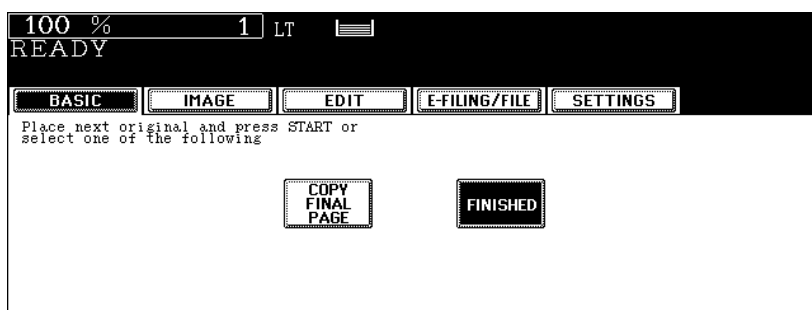 100 % 1 LT
READY
BASIC IMAGE EDIT E-FILING/FILE SETTINGS
Place next original and press START or
select one of the following
COPY
FINAL
PAGE
FINISHED